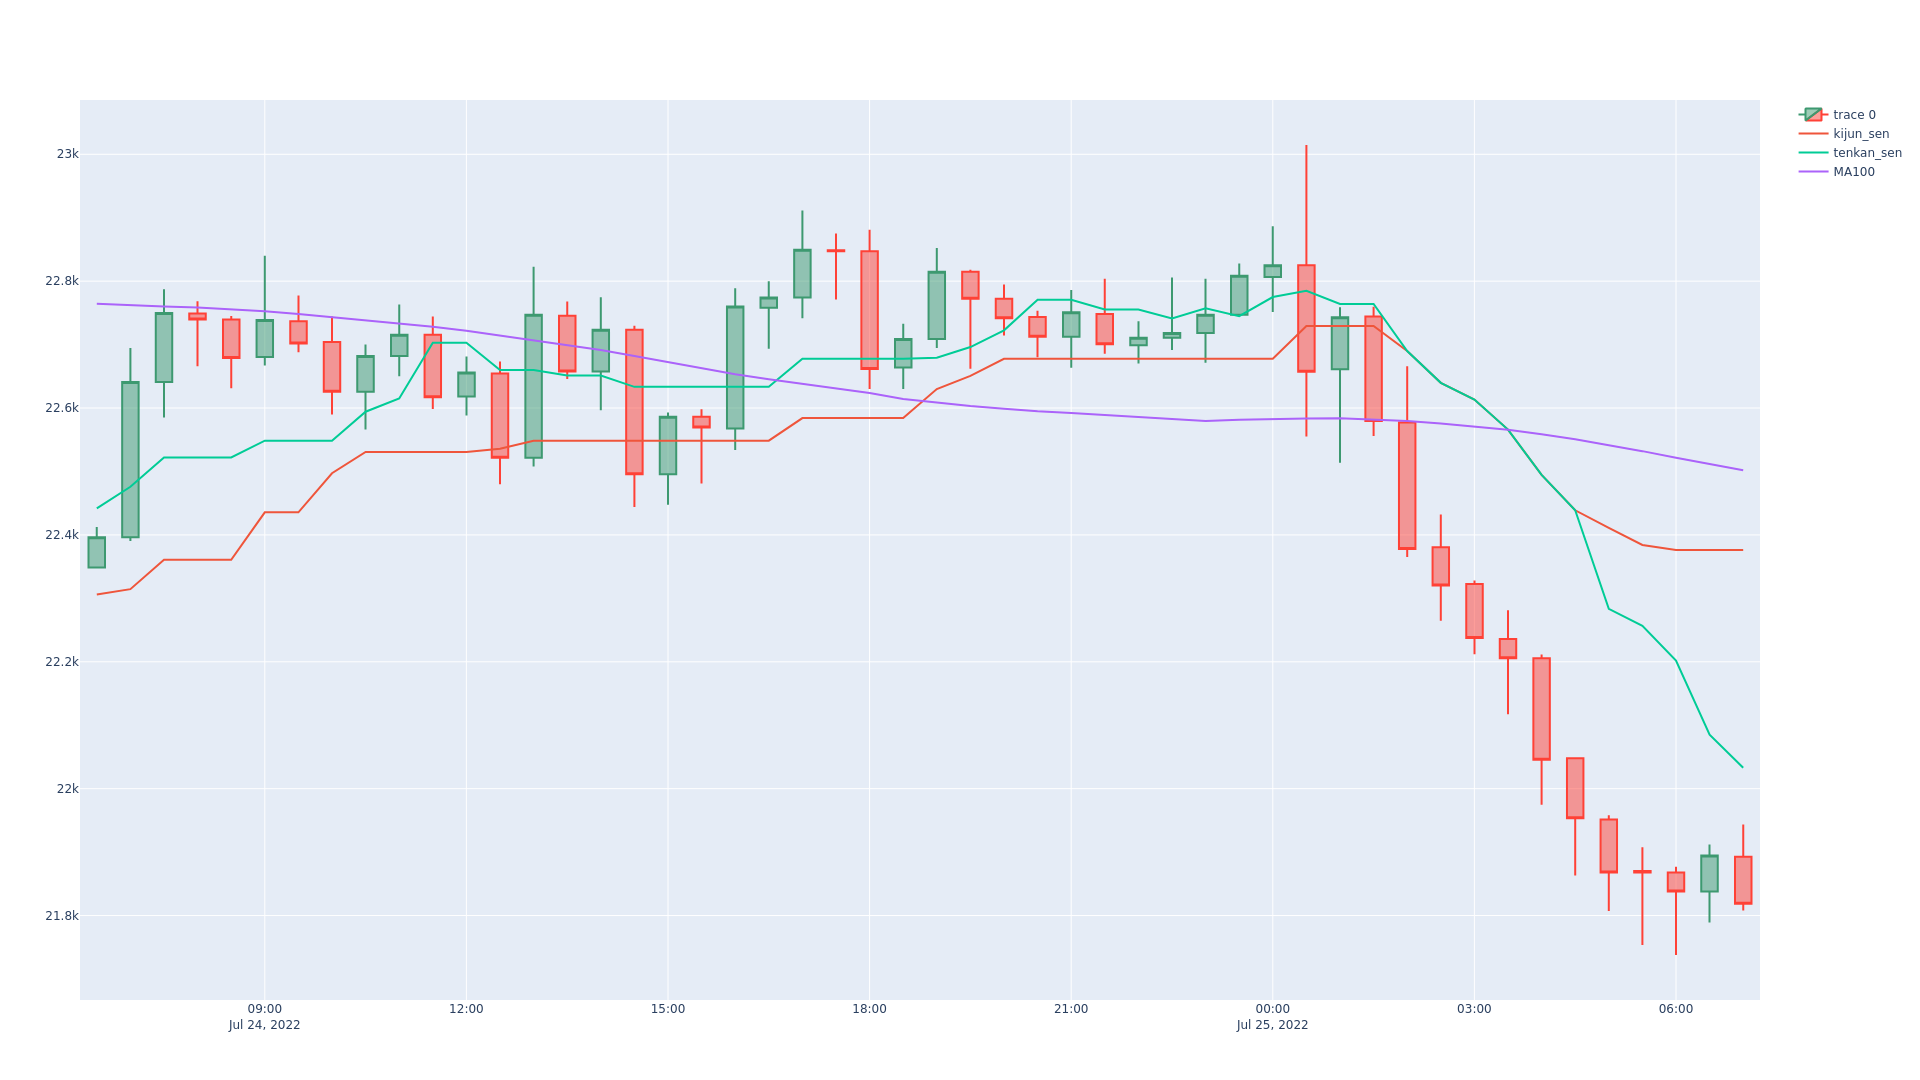 trace 0
kijun_sen
tenkan_sen
MA100
23k
22.8k
22.6k
22.4k
22.2k
22k
21.8k
09:00 12:00 15:00 18:00 21:00 00:00 03:00 06:00
Jul 24, 2022 Jul 25, 2022